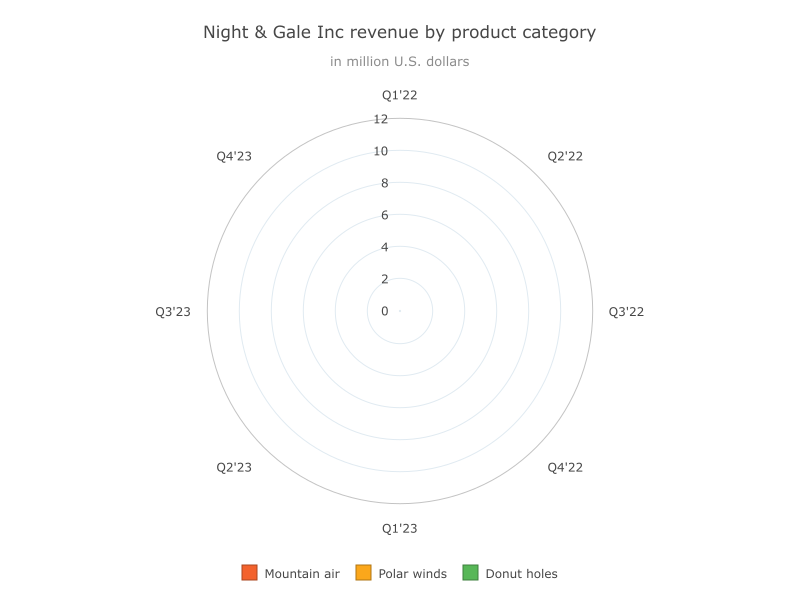 Night & Gale Inc revenue by product category
in million U.S. dollars
Q1'22
12
Q4'23
10
Q2'22
8
6
4
2
Q3'23
0
Q3'22
Q2'23
Q4'22
Q1'23
Mountain air
Polar winds
Donut holes